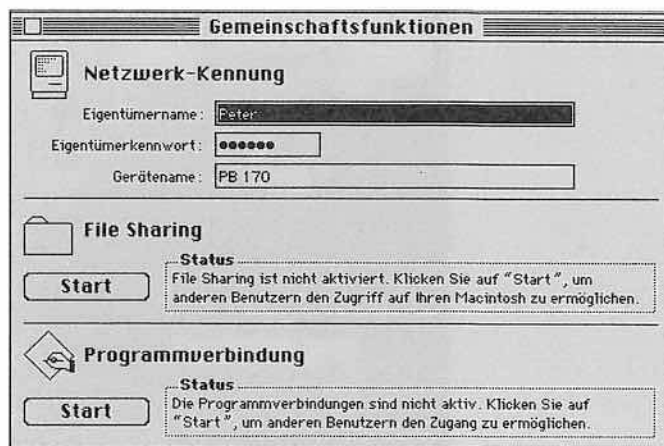 Gemeinschaftsfunktionen
Netzwerk-Kennung
Eigentümername: Peter
Eigentümerkennwort: ●●●●●●
Gerätename: PB 170
File Sharing
Status
Start
File Sharing ist nicht aktiviert. Klicken Sie auf "Start", um
anderen Benutzern den Zugriff auf Ihren Macintosh zu ermöglichen.
Programmverbindung
Status
Start
Die Programmverbindungen sind nicht aktiv. Klicken Sie auf
"Start", um anderen Benutzern den Zugang zu ermöglichen.